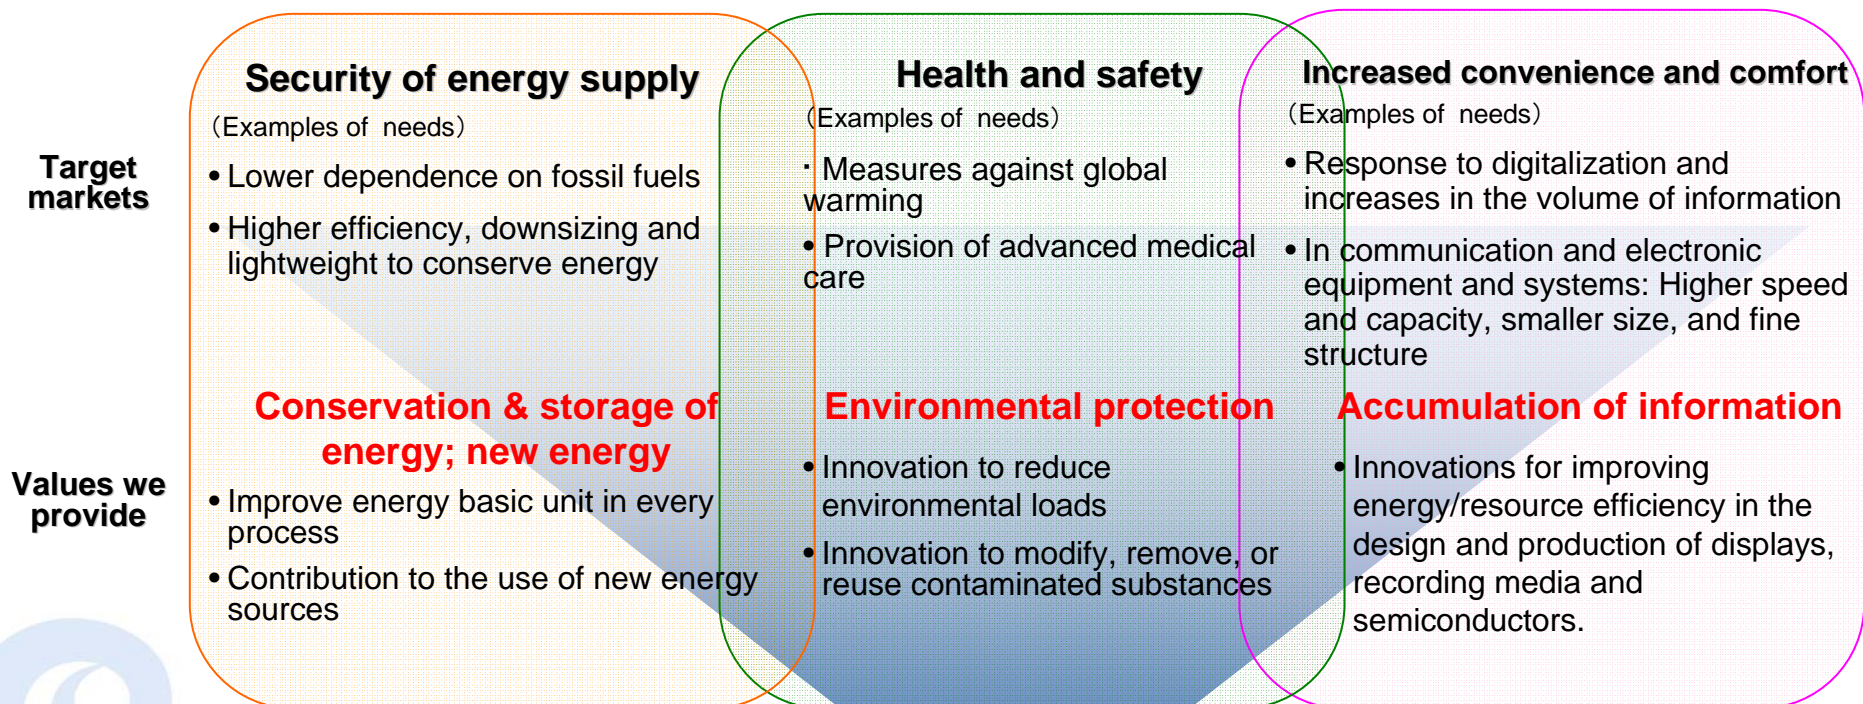 Target
markets
Security of energy supply
（Examples of needs）
• Lower dependence on fossil fuels
• Higher efficiency, downsizing and
lightweight to conserve energy
Health and safety
（Examples of needs）
· Measures against global
warming
• Provision of advanced medical
care
Increased convenience and comfort
（Examples of needs）
• Response to digitalization and
increases in the volume of information
• In communication and electronic
equipment and systems: Higher speed
and capacity, smaller size, and fine
structure
Values we
provide
Conservation & storage of
energy; new energy
• Improve energy basic unit in every
process
• Contribution to the use of new energy
sources
Environmental protection
• Innovation to reduce
environmental loads
• Innovation to modify, remove, or
reuse contaminated substances
Accumulation of information
• Innovations for improving
energy/resource efficiency in the
design and production of displays,
recording media and
semiconductors.